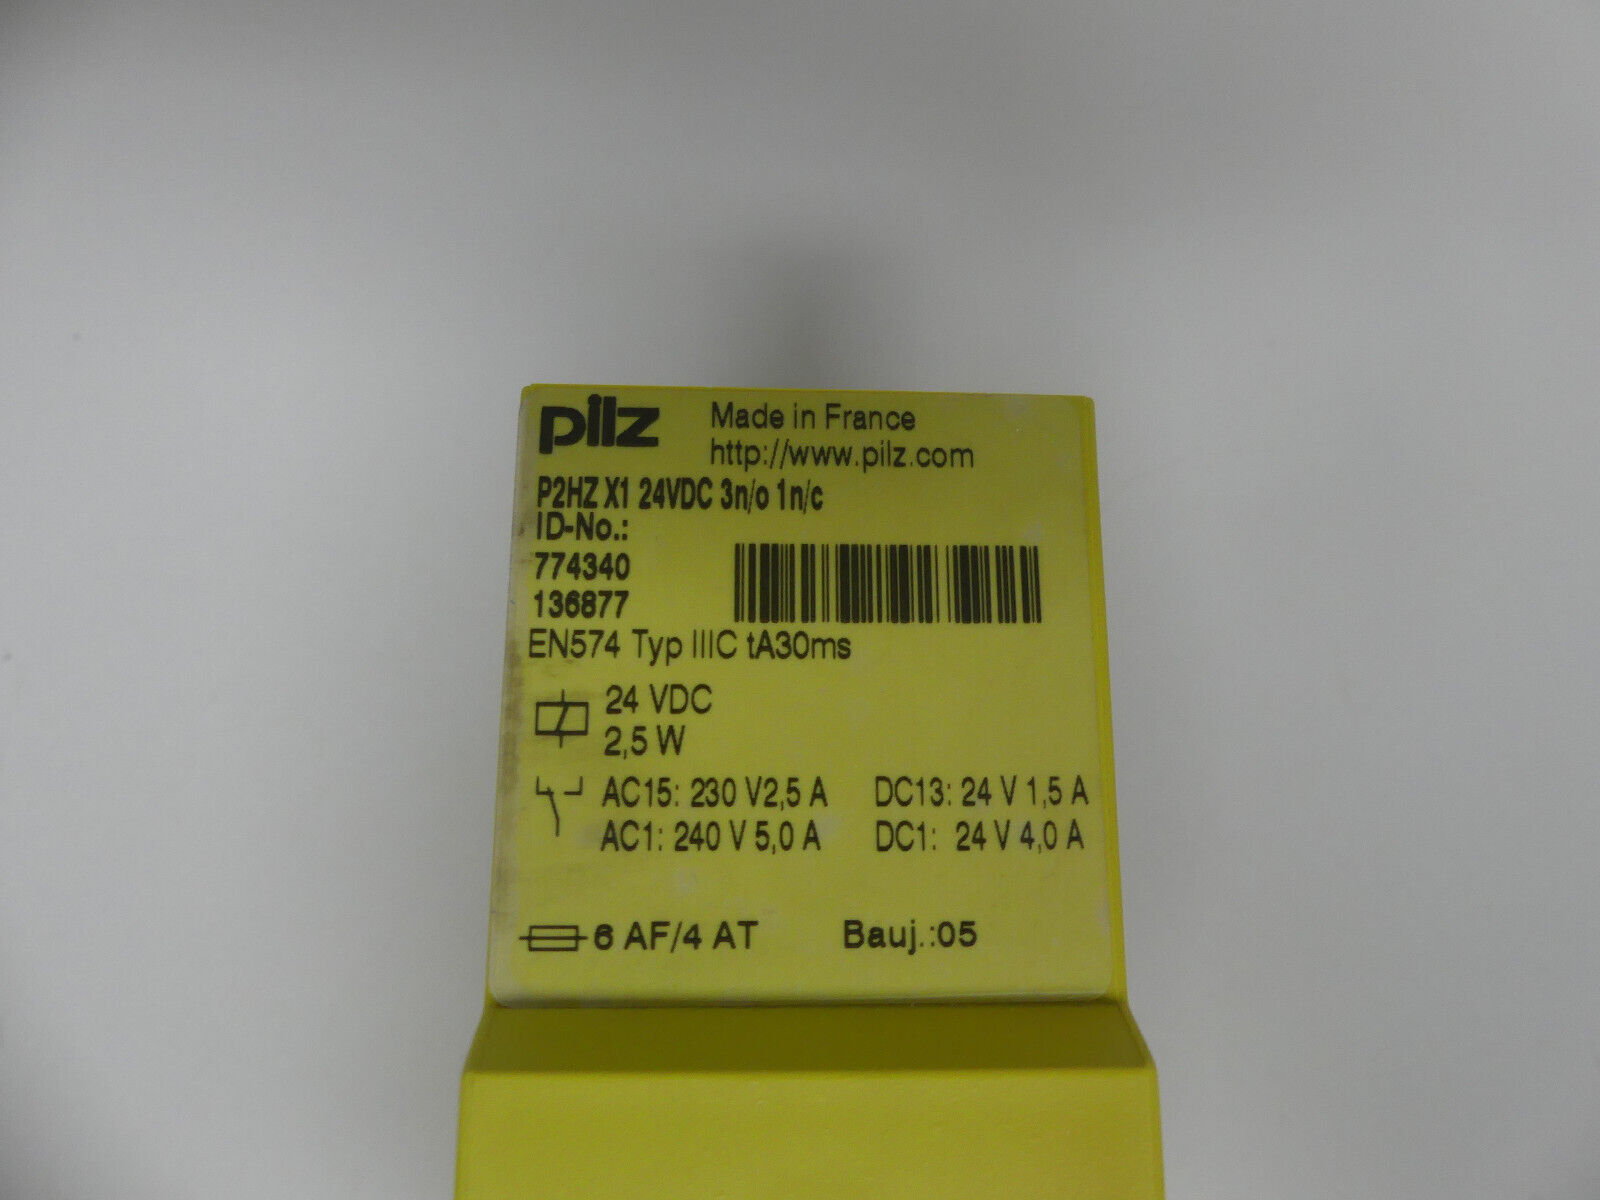 pilz
Made in France
http://www.pilz.com
P2HZ X1 24VDC 3n/o 1n/c
ID-No.:
774340
136877
EN574 Typ IIIC tA30ms
24 VDC
2,5 W
AC15: 230 V2,5 A DC13: 24 V 1,5 A
AC1: 240 V 5,0 A DC1: 24 V 4,0 A
6 AF/4 AT Bauj.:05